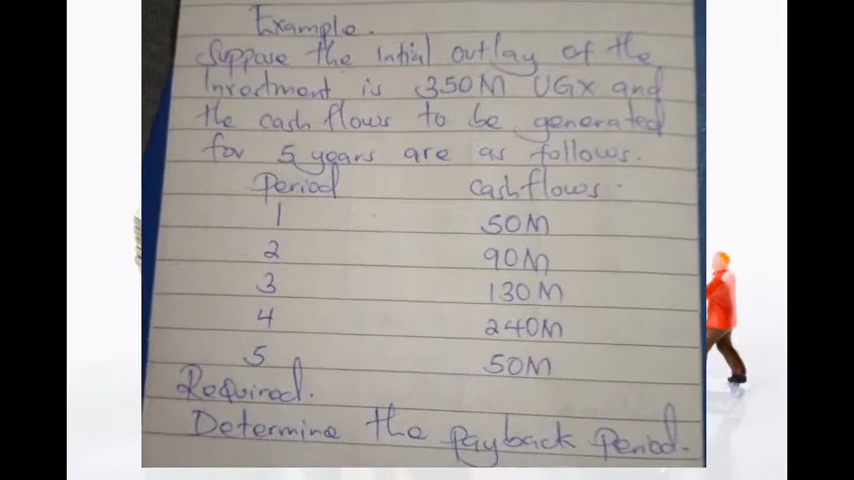 Example.
Suppose the Intial outlay of the
Investment is 350M UGX and
the cash flows to be generated
for 5 years are as follows.
Period cashflows.
1 50M
2 90M
3 130M
4 240M
5 50M
Required.
Determine the payback period.